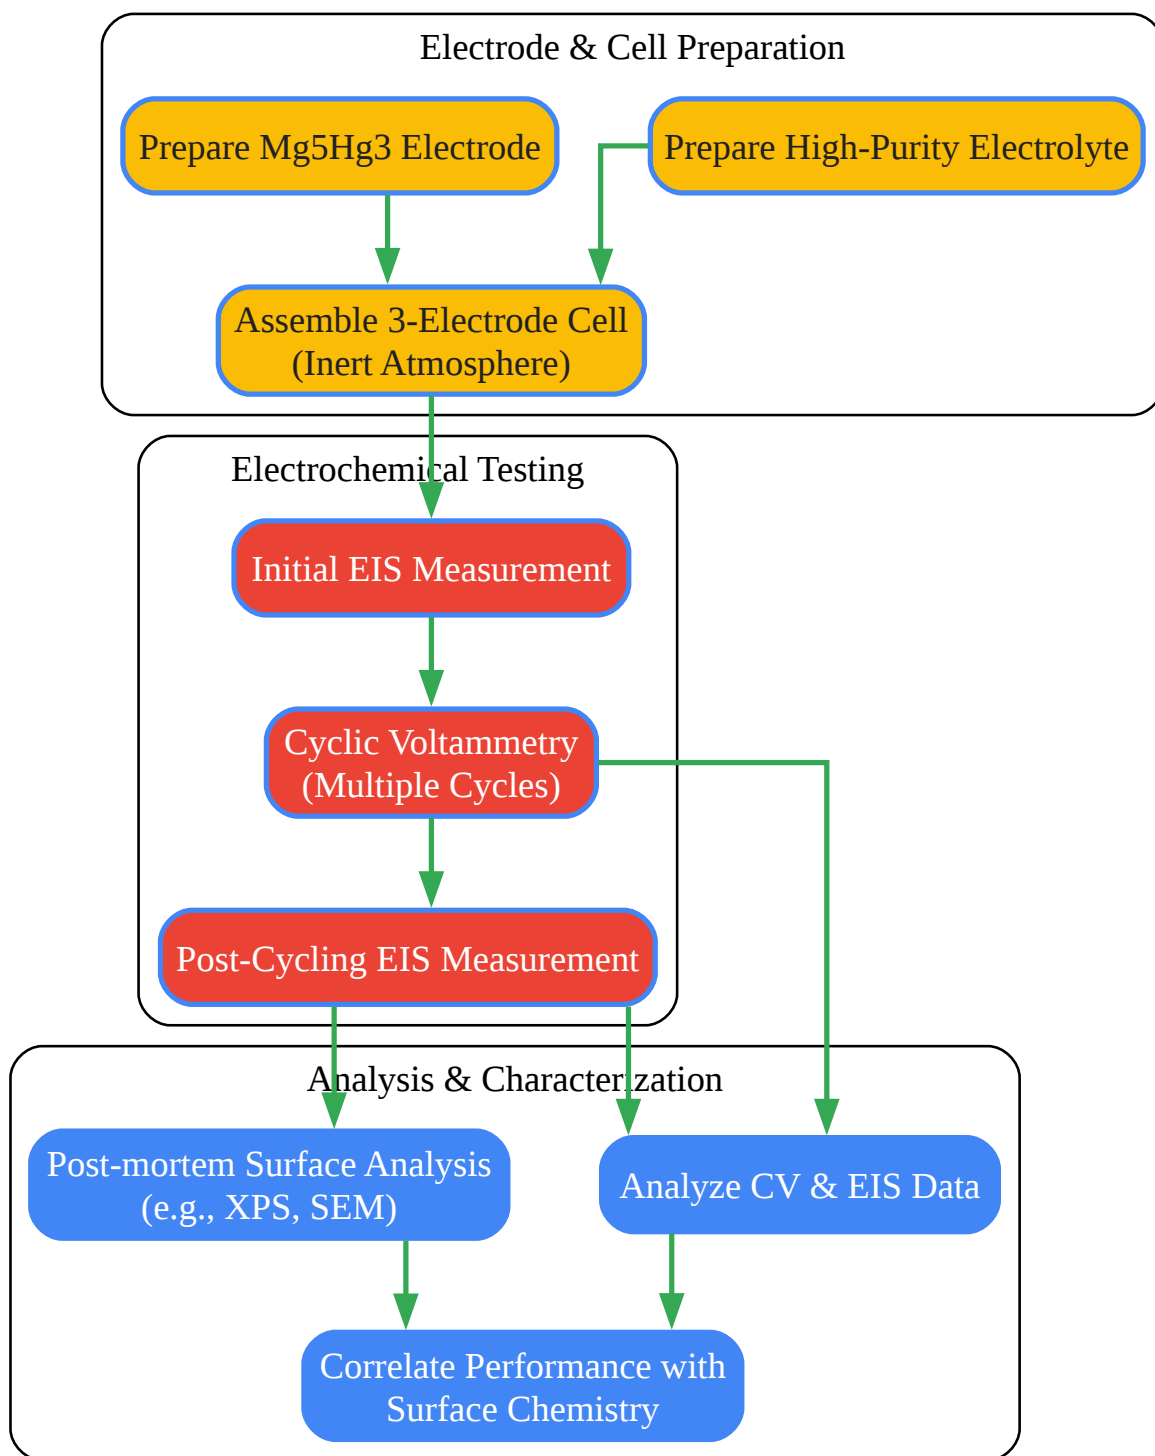 Electrode & Cell Preparation
Prepare Mg5Hg3 Electrode
Prepare High-Purity Electrolyte
Assemble 3-Electrode Cell
(Inert Atmosphere)
Electrochemical Testing
Initial EIS Measurement
Cyclic Voltammetry
(Multiple Cycles)
Post-Cycling EIS Measurement
Analysis & Characterization
Post-mortem Surface Analysis
(e.g., XPS, SEM)
Analyze CV & EIS Data
Correlate Performance with
Surface Chemistry